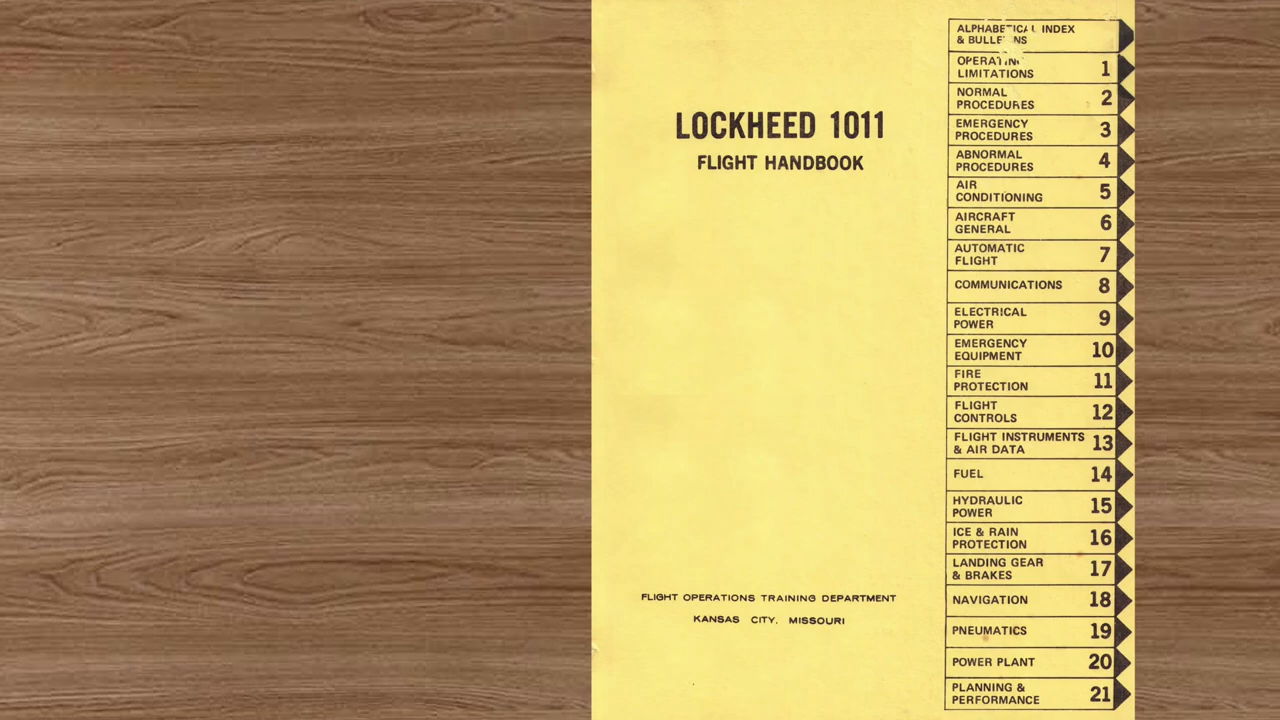 LOCKHEED 1011
FLIGHT HANDBOOK
FLIGHT OPERATIONS TRAINING DEPARTMENT
KANSAS CITY, MISSOURI
ALPHABETICAL INDEX
& BULLETINS
OPERATING
LIMITATIONS 1
NORMAL
PROCEDURES 2
EMERGENCY
PROCEDURES 3
ABNORMAL
PROCEDURES 4
AIR
CONDITIONING 5
AIRCRAFT
GENERAL 6
AUTOMATIC
FLIGHT 7
COMMUNICATIONS 8
ELECTRICAL
POWER 9
EMERGENCY
EQUIPMENT 10
FIRE
PROTECTION 11
FLIGHT
CONTROLS 12
FLIGHT INSTRUMENTS
& AIR DATA 13
FUEL 14
HYDRAULIC
POWER 15
ICE & RAIN
PROTECTION 16
LANDING GEAR
& BRAKES 17
NAVIGATION 18
PNEUMATICS 19
POWER PLANT 20
PLANNING &
PERFORMANCE 21